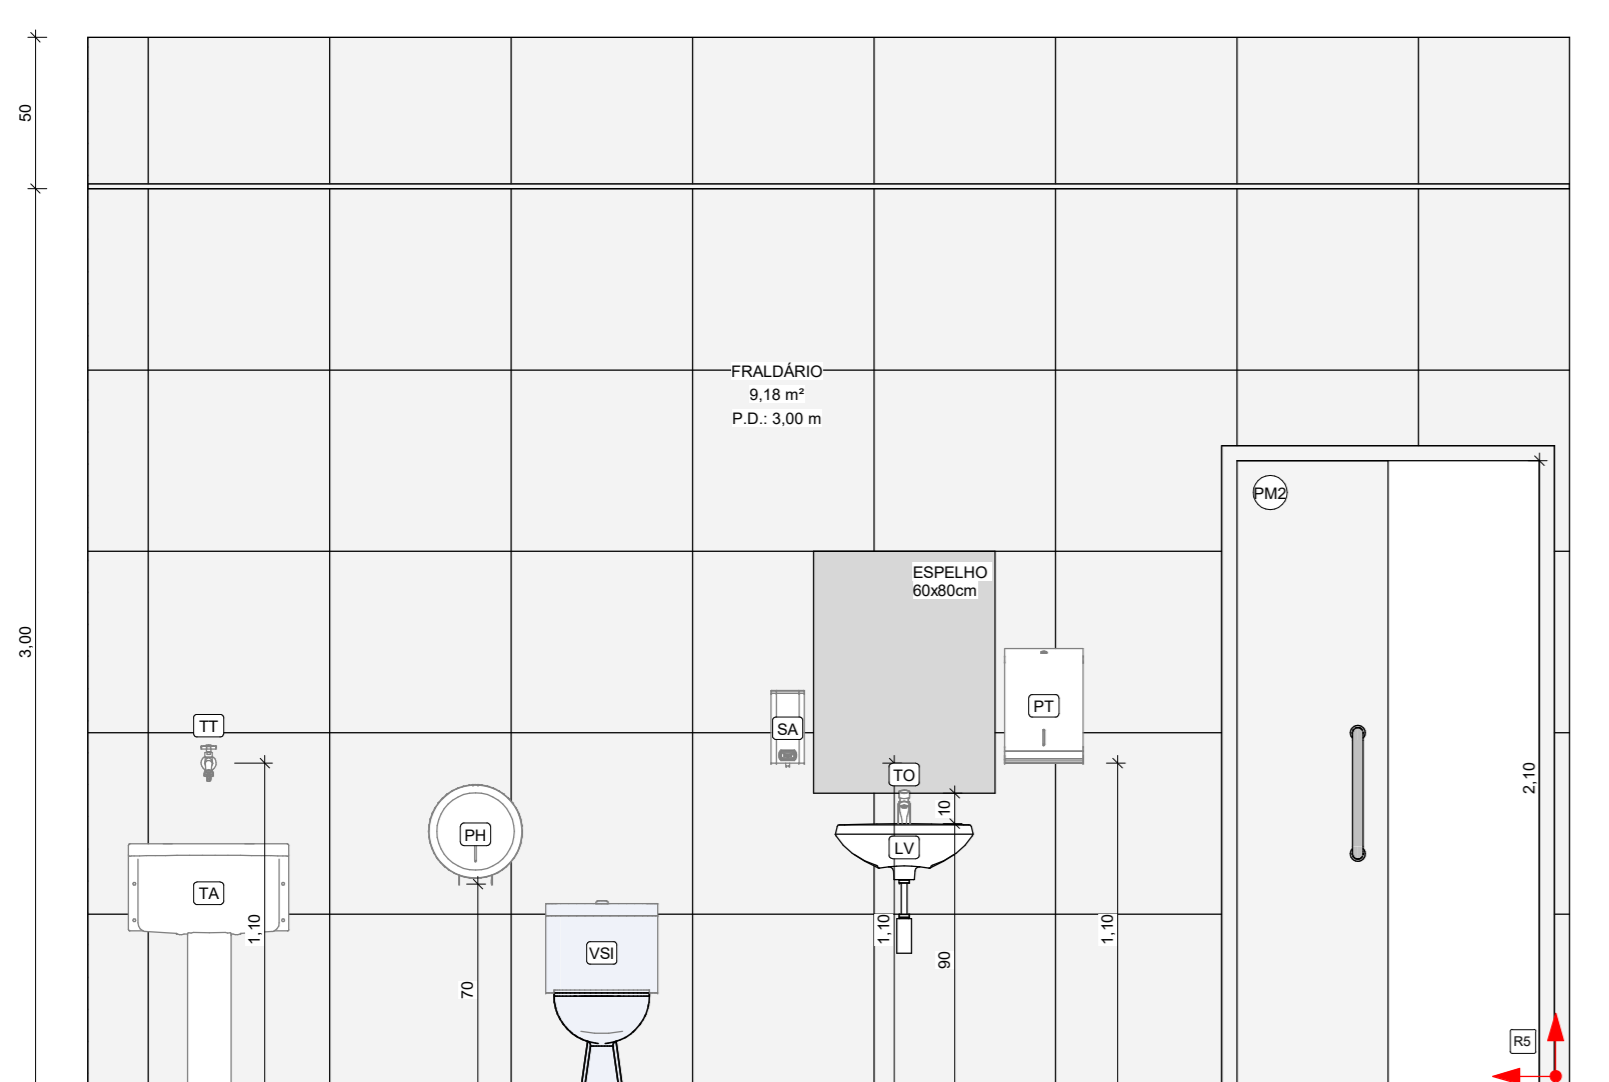 50
FRALDÁRIO
9,18 m²
P.D.: 3,00 m
PM2
ESPELHO
60x80cm
3,00
TT
SA
PT
TO
10
2,10
PH
LV
TA
1,10
1,10
1,10
VSI
90
70
R5